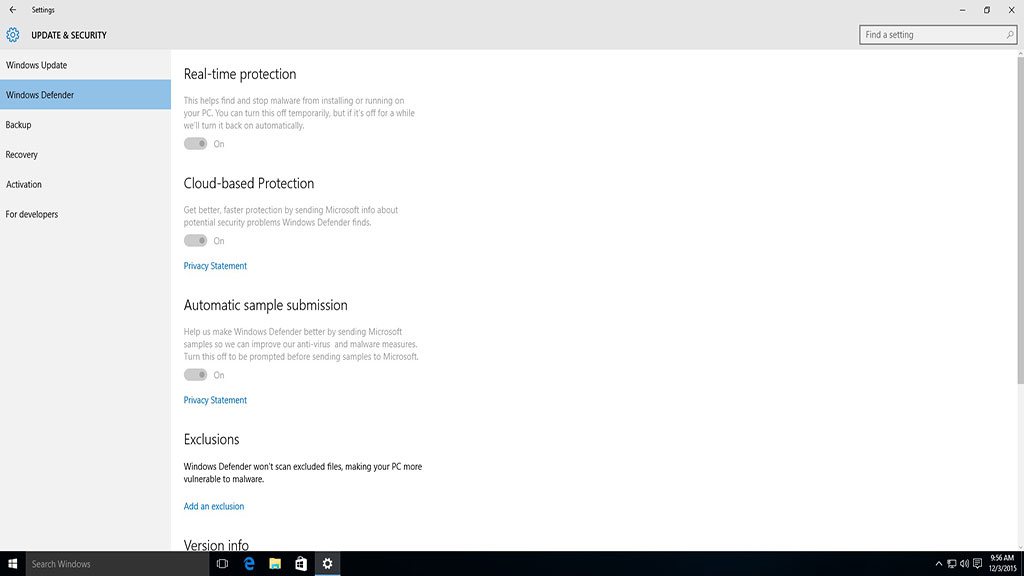 Settings
UPDATE & SECURITY
Find a setting
Windows Update
Windows Defender
Backup
Recovery
Activation
For developers
Real-time protection
This helps find and stop malware from installing or running on
your PC. You can turn this off temporarily, but if it's off for a while
we'll turn it back on automatically.
On
Cloud-based Protection
Get better, faster protection by sending Microsoft info about
potential security problems Windows Defender finds.
On
Privacy Statement
Automatic sample submission
Help us make Windows Defender better by sending Microsoft
samples so we can improve our anti-virus and malware measures.
Turn this off to be prompted before sending samples to Microsoft.
On
Privacy Statement
Exclusions
Windows Defender won't scan excluded files, making your PC more
vulnerable to malware.
Add an exclusion
Version info
Search Windows
9:56 AM
12/3/2015